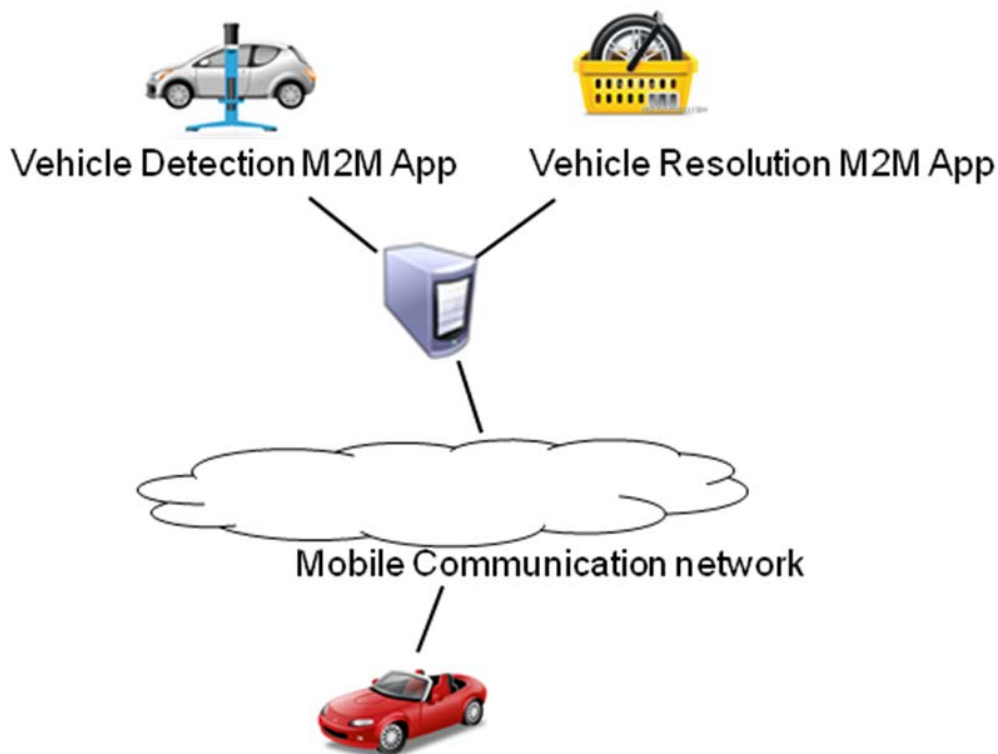 Vehicle Detection M2M App
Vehicle Resolution M2M App
Mobile Communication network